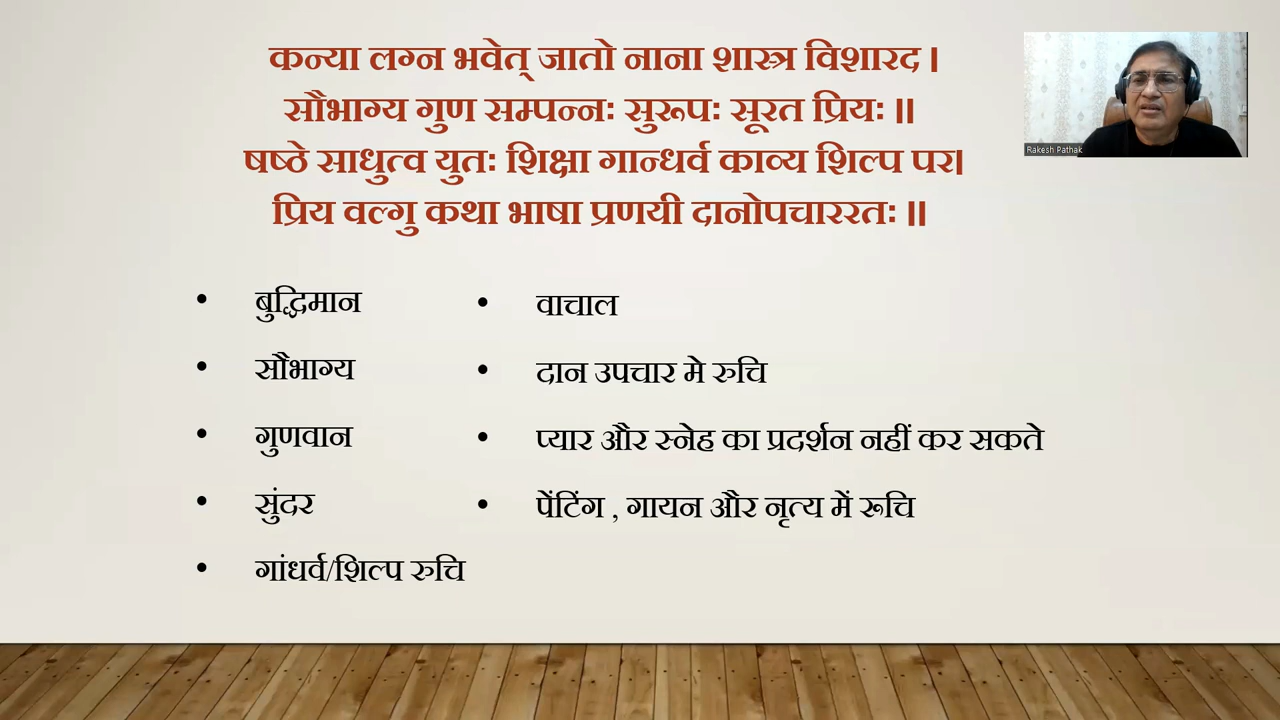 कन्या लग्न भवेत् जातो नाना शास्त्र विशारद ।
सौभाग्य गुण सम्पन्नः सुरूपः सूरत प्रियः ॥
षष्ठे साधुत्व युतः शिक्षा गान्धर्व काव्य शिल्प पर।
प्रिय वल्गु कथा भाषा प्रणयी दानोपचाररतः ॥
Rakesh Pathak
• बुद्धिमान
• सौभाग्य
• गुणवान
• सुंदर
• गांधर्व/शिल्प रुचि
• वाचाल
• दान उपचार मे रुचि
• प्यार और स्नेह का प्रदर्शन नहीं कर सकते
• पेंटिंग , गायन और नृत्य में रूचि